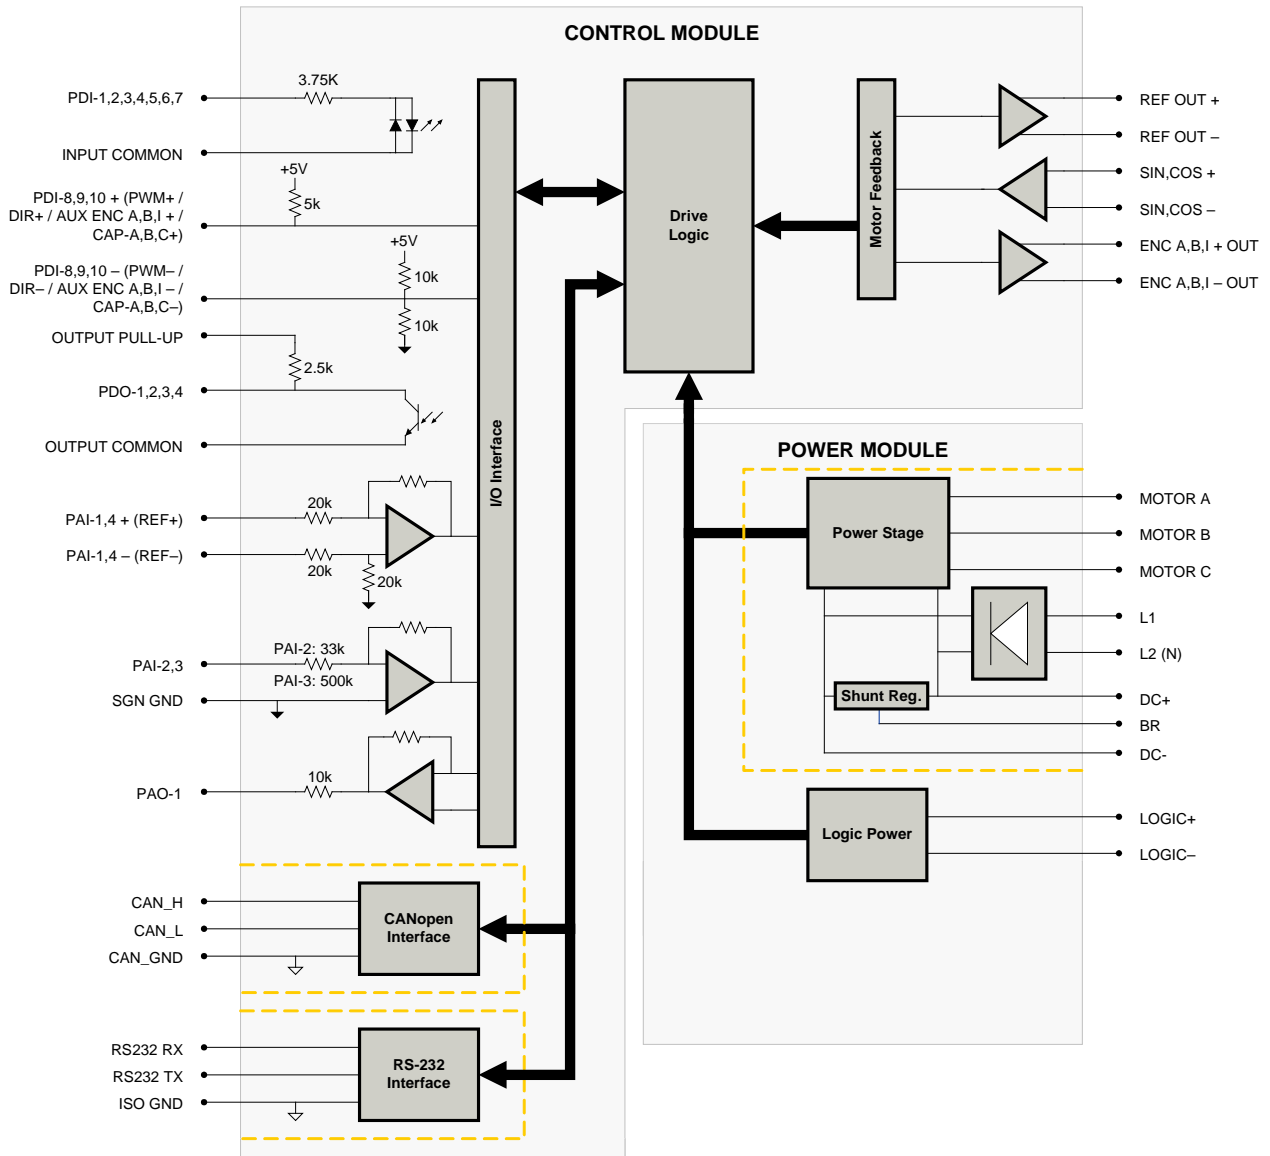 CONTROL MODULE
3.75K
PDI-1,2,3,4,5,6,7
INPUT COMMON
+5V
PDI-8,9,10 + (PWM+ /
DIR+ / AUX ENC A,B,I + /
CAP-A,B,C+)
5k
+5V
PDI-8,9,10 – (PWM– /
DIR– / AUX ENC A,B,I – /
CAP-A,B,C–)
10k
10k
OUTPUT PULL-UP
2.5k
PDO-1,2,3,4
OUTPUT COMMON
20k
PAI-1,4 + (REF+)
PAI-1,4 – (REF–)
20k
20k
PAI-2: 33k
PAI-2,3
PAI-3: 500k
SGN GND
10k
PAO-1
I/O Interface
Drive
Logic
Motor Feedback
REF OUT +
REF OUT –
SIN,COS +
SIN,COS –
ENC A,B,I + OUT
ENC A,B,I – OUT
POWER MODULE
Power Stage
MOTOR A
MOTOR B
MOTOR C
L1
L2 (N)
Shunt Reg.
DC+
BR
DC-
Logic Power
LOGIC+
LOGIC–
CAN_H
CAN_L
CAN_GND
CANopen
Interface
RS232 RX
RS232 TX
ISO GND
RS-232
Interface